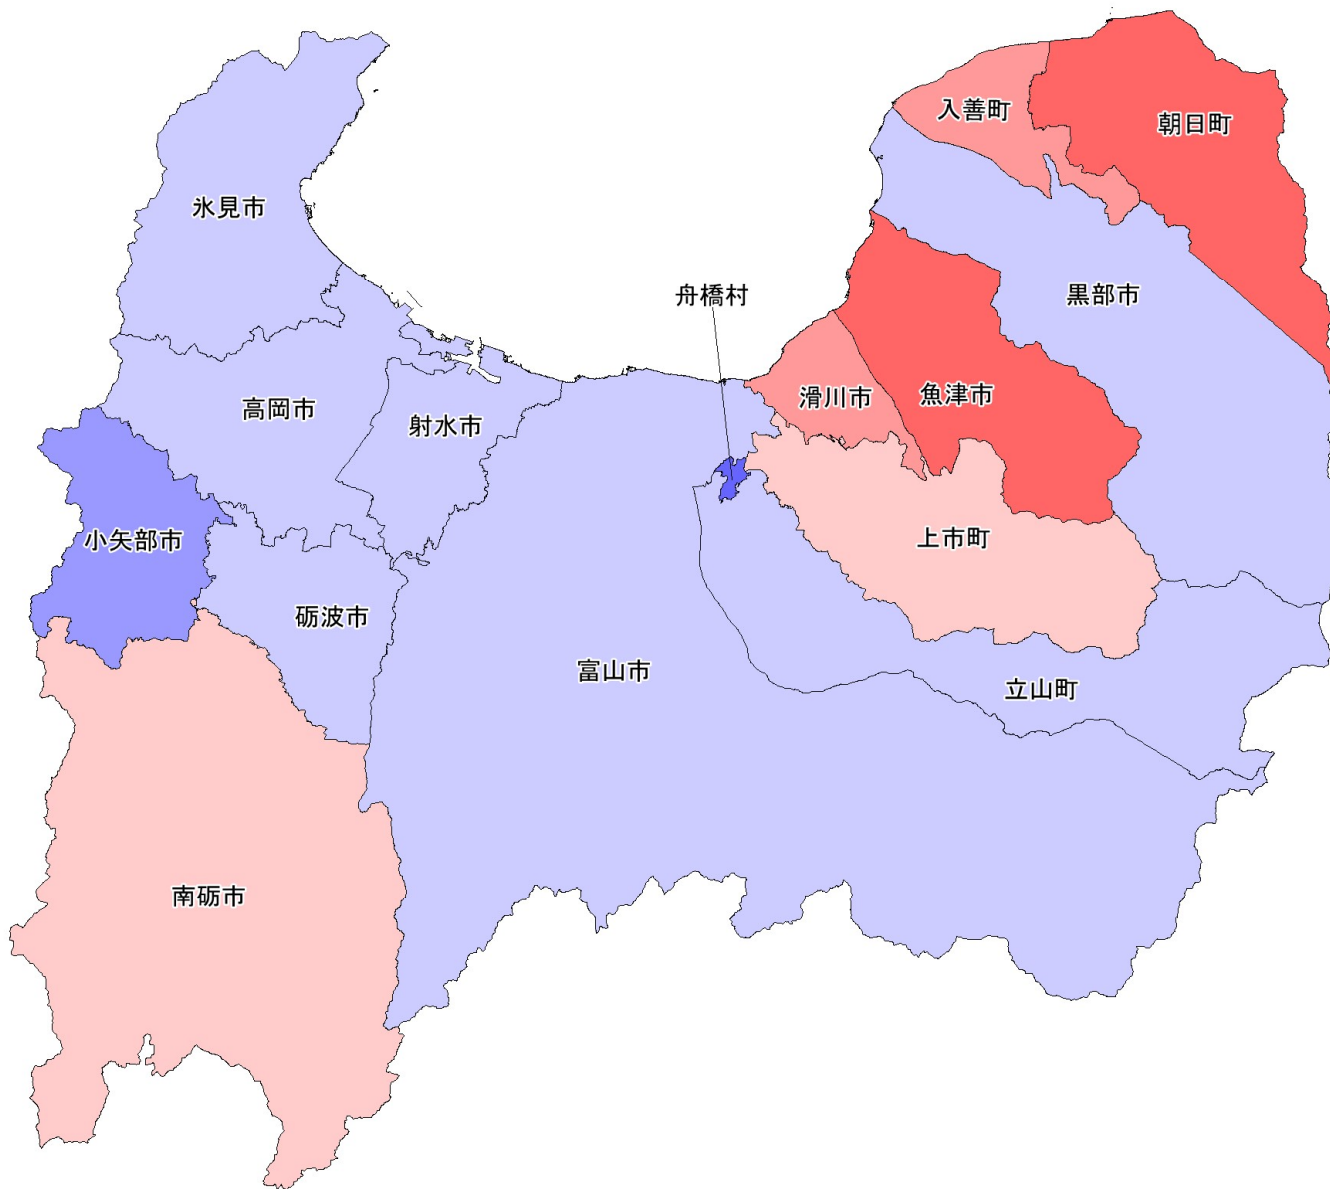 入善町
朝日町
氷見市
舟橋村
黒部市
高岡市
射水市
滑川市
魚津市
小矢部市
上市町
砺波市
富山市
立山町
南砺市